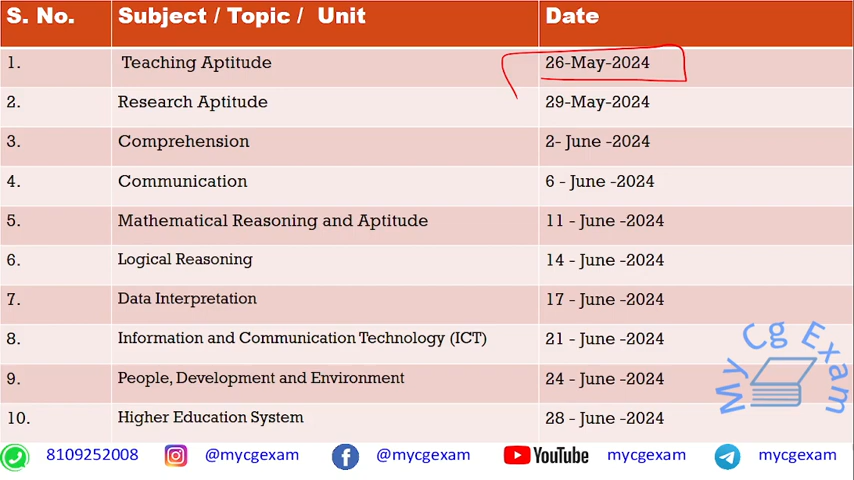 S. No. Subject / Topic / Unit Date
1. Teaching Aptitude 26-May-2024
2. Research Aptitude 29-May-2024
3. Comprehension 2- June -2024
4. Communication 6 - June -2024
5. Mathematical Reasoning and Aptitude 11 - June -2024
6. Logical Reasoning 14 - June -2024
7. Data Interpretation 17 - June -2024
8. Information and Communication Technology (ICT) 21 - June -2024
9. People, Development and Environment 24 - June -2024
10. Higher Education System 28 - June -2024
My Cg Exam
8109252008 @mycgexam @mycgexam YouTube mycgexam mycgexam